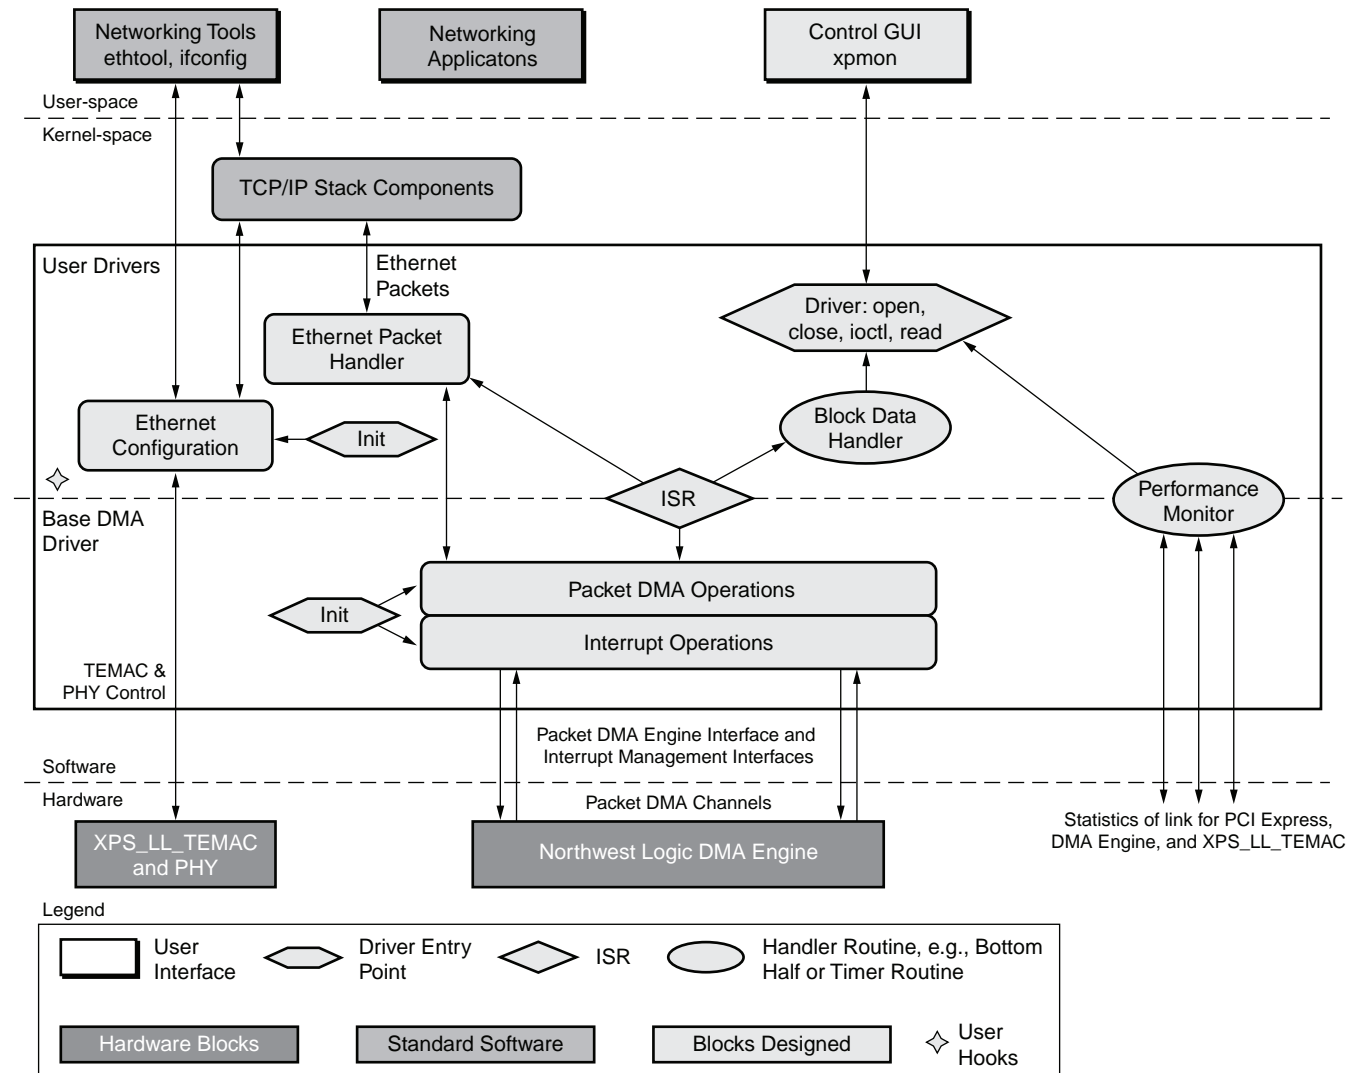 Networking Tools
ethtool, ifconfig
Networking
Applicatons
Control GUI
xpmon
User-space
Kernel-space
TCP/IP Stack Components
User Drivers
Ethernet
Packets
Driver: open,
close, ioctl, read
Ethernet Packet
Handler
Ethernet
Configuration
Init
Block Data
Handler
ISR
Performance
Monitor
Base DMA
Driver
Packet DMA Operations
Init
Interrupt Operations
TEMAC &
PHY Control
Packet DMA Engine Interface and
Interrupt Management Interfaces
Software
Hardware
Packet DMA Channels
XPS_LL_TEMAC
and PHY
Northwest Logic DMA Engine
Statistics of link for PCI Express,
DMA Engine, and XPS_LL_TEMAC
Legend
User
Interface
Driver Entry
Point
ISR
Handler Routine, e.g., Bottom
Half or Timer Routine
Hardware Blocks
Standard Software
Blocks Designed
User
Hooks